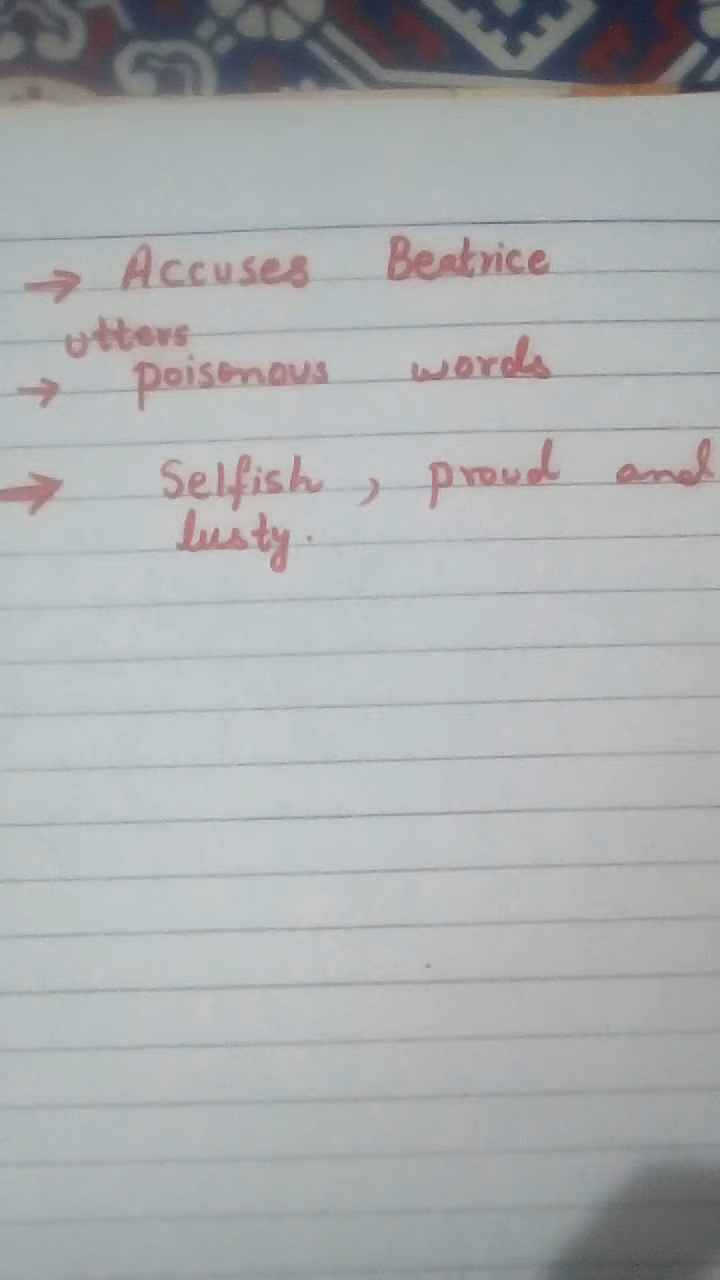 → Accuses Beatrice
utters
→ poisonous words
→ Selfish, proud and
lusty.